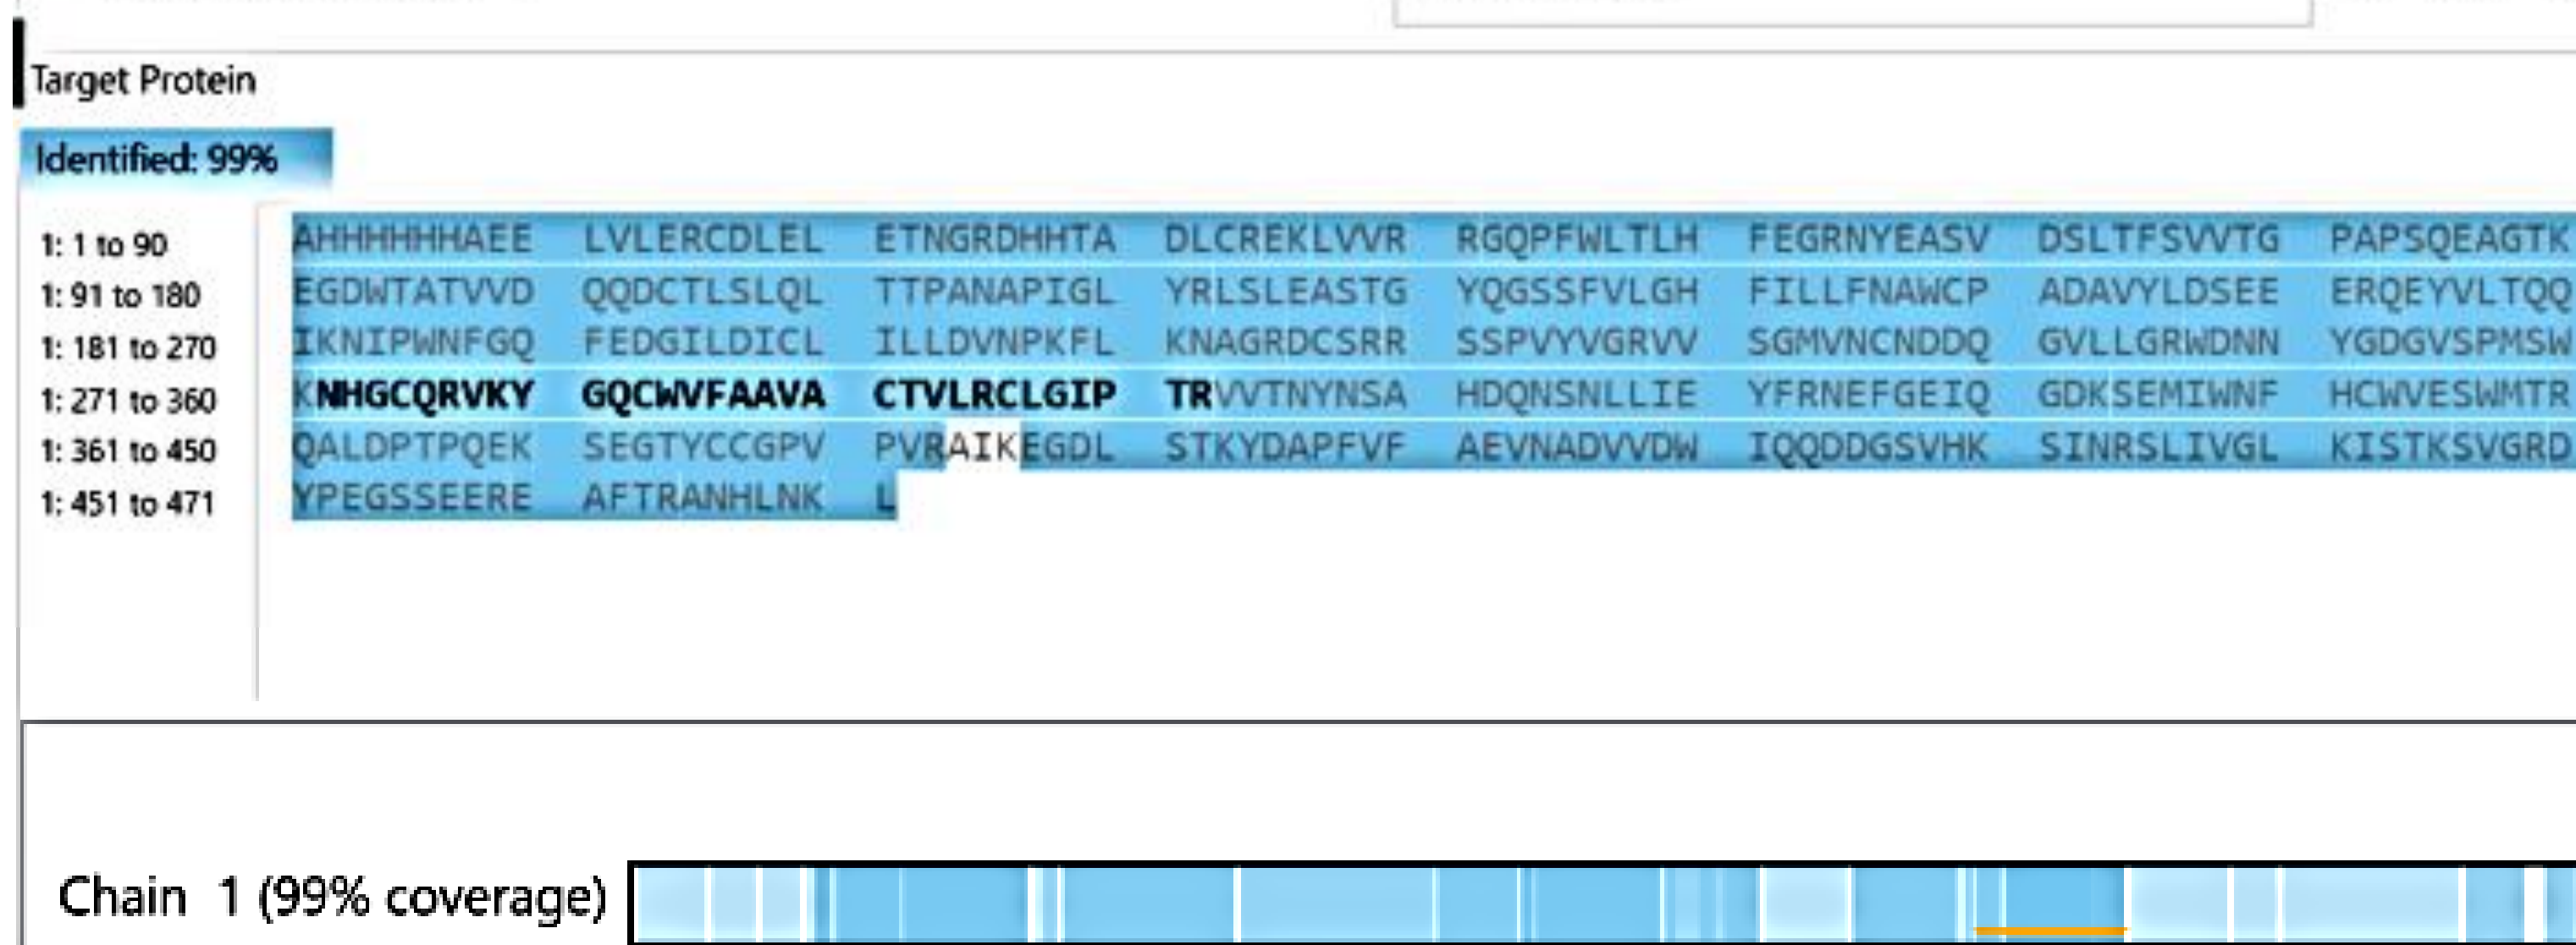 Target Protein
Identified: 99%
1: 1 to 90 AHHHHHHAEE LVLERCDLEL ETNGRDHHTA DLCREKLVVR RGQPFWLTLH FEGRNYEASV DSLTFSVVTG PAPSQEAGTK
1: 91 to 180 EGDWTATVVD QQDCTLSLQL TTPANAPIGL YRLSLEASTG YQGSSFVLGH FILLFNAWCP ADAVYLDSEE ERQEYVLTQQ
1: 181 to 270 IKNIPWNFGQ FEDGILDICL ILLDVNPKFL KNAGRDCSRR SSPVYVGRVV SGMVNCNDDQ GVLLGRWDNN YGDGVSPMSW
1: 271 to 360 KNHGCQRVKY GQCWVFAAVA CTVLRCLGIP TRVVTNYNSA HDQNSNLLIE YFRNEFGEIQ GDKSEMIWNF HCWVESWMTR
1: 361 to 450 QALDPTPQEK SEGTYCCGPV PVRAIKEGDL STKYDAPFVF AEVNADVVDW IQQDDGSVHK SINRSLIVGL KISTKSVGRD
1: 451 to 471 YPEGSSEERE AFTRANHLNK L
Chain 1 (99% coverage)